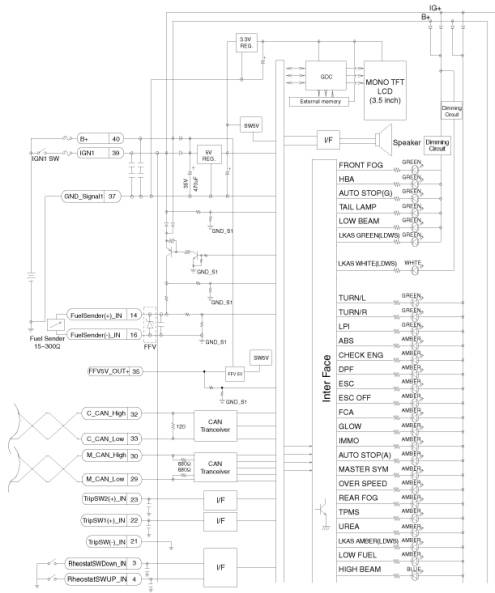 IG+
B+
3.3V
REG.
GDC
MONO TFT
LCD
(3.5 inch)
External memory
Dimming
Circuit
SW5V
B+ 40
IGN1 39
IGN1 SW
5V
REG.
I/F
Speaker
Dimming
Circuit
35V
470uF
GND_Signal1 37
GND_S1
GND_S1
GND_S1
FRONT FOG GREEN
HBA GREEN
AUTO STOP(G) GREEN
TAIL LAMP GREEN
LOW BEAM GREEN
LKAS GREEN(LDWS) GREEN
LKAS WHITE(LDWS) WHITE
FuelSender(+)_IN 14
FuelSender(-)_IN 16
Fuel Sender
15~300Ω
FFV
GND_S1
FFV5V_OUT+ 35
FFV 5V
SW5V
GND_S1
Inter Face
TURN/L GREEN
TURN/R GREEN
LPI GREEN
ABS AMBER
CHECK ENG AMBER
DPF AMBER
ESC AMBER
ESC OFF AMBER
FCA AMBER
GLOW AMBER
IMMO AMBER
AUTO STOP(A) AMBER
MASTER SYM AMBER
OVER SPEED AMBER
REAR FOG AMBER
TPMS AMBER
UREA AMBER
LKAS AMBER(LDWS) AMBER
LOW FUEL AMBER
HIGH BEAM BLUE
C_CAN_High 32
C_CAN_Low 33
120
CAN
Tranceiver
M_CAN_High 30
M_CAN_Low 29
680Ω
680Ω
CAN
Tranceiver
TripSW2(+)_IN 23
I/F
TripSW1(+)_IN 22
I/F
TripSW(-)_IN 21
RheostatSWDown_IN 3
RheostatSWUP_IN 4
I/F